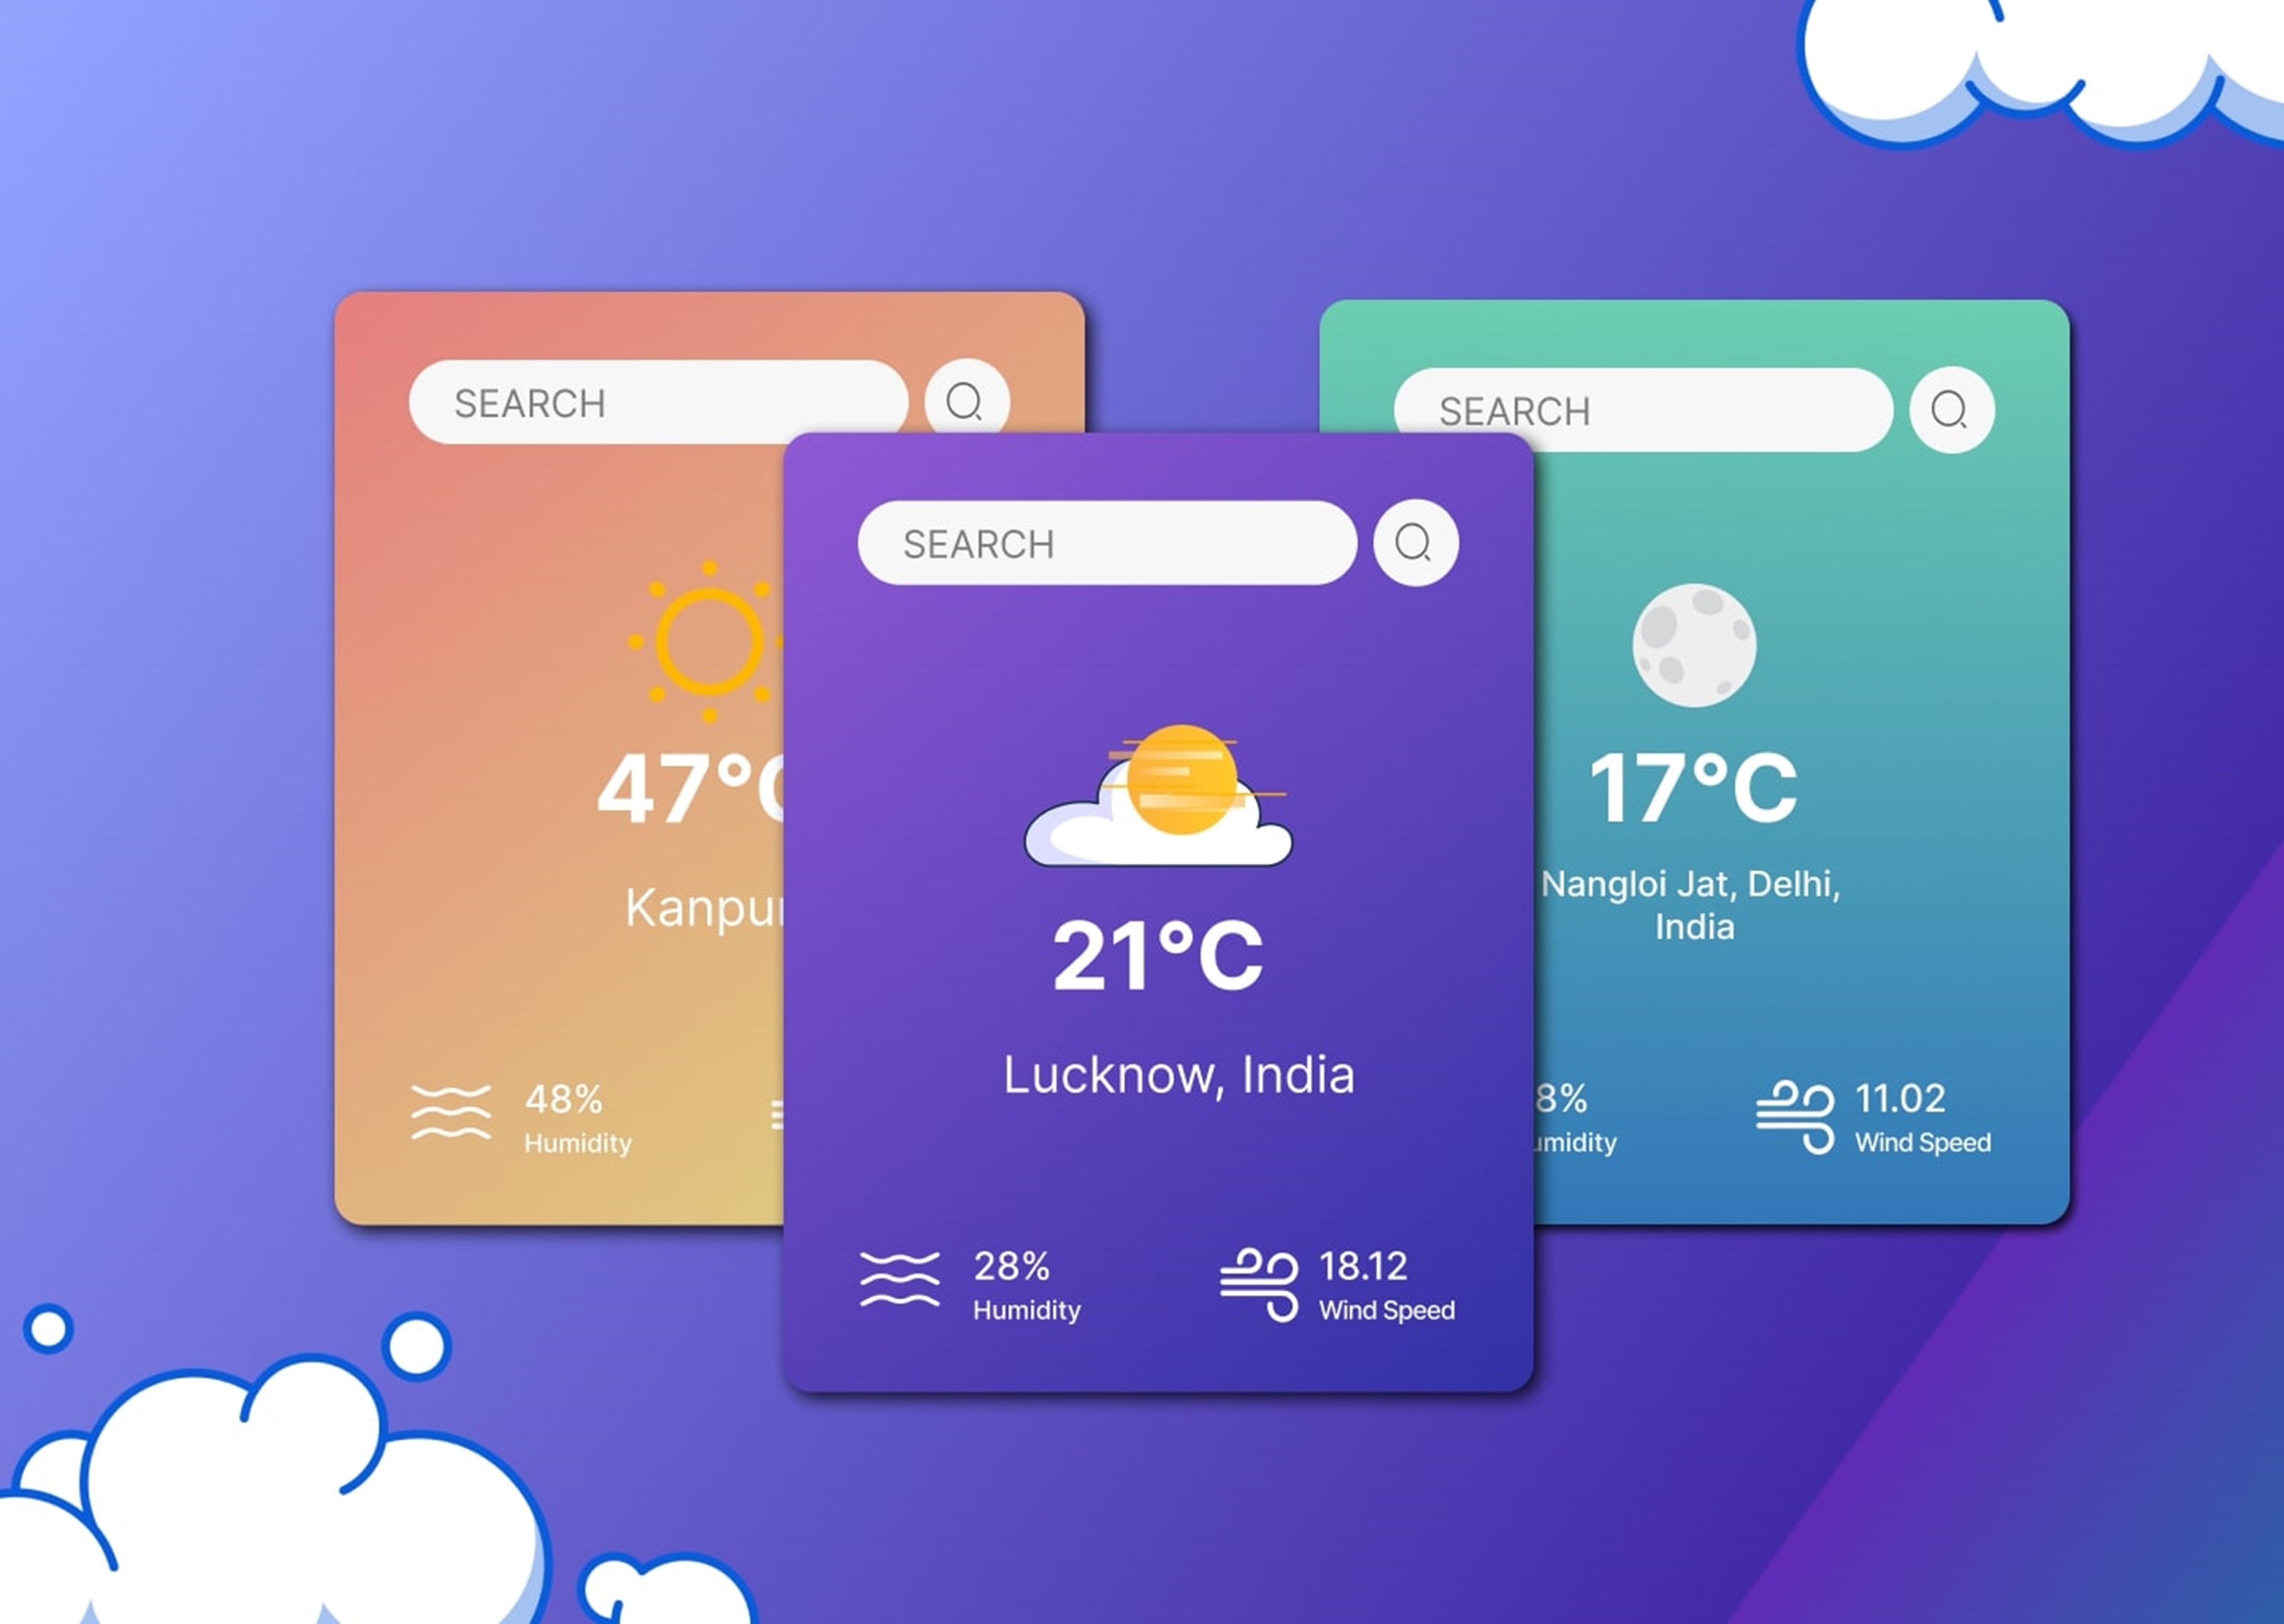 SEARCH
47°C
Kanpur
48%
Humidity
SEARCH
21°C
Lucknow, India
28%
Humidity
18.12
Wind Speed
SEARCH
17°C
Nangloi Jat, Delhi,
India
8%
umidity
11.02
Wind Speed